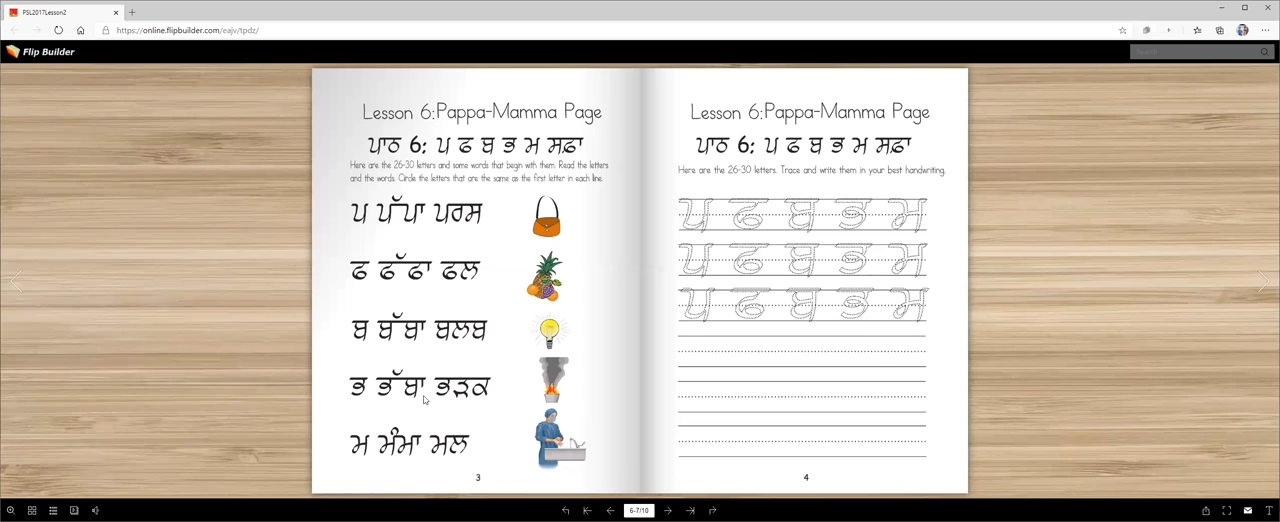 PSL2017Lesson2
https://online.flipbuilder.com/eajv/tpdz/
Flip Builder
Search
Lesson 6:Pappa-Mamma Page
ਪਾਠ 6: ਪ ਫ ਬ ਭ ਮ ਸਫ਼ਾ
Here are the 26-30 letters and some words that begin with them. Read the letters
and the words. Circle the letters that are the same as the first letter in each line.
ਪ ਪੱਪਾ ਪਰਸ
ਫ ਫੱਫਾ ਫਲ
ਬ ਬੱਬਾ ਬਲਬ
ਭ ਭੱਬਾ ਭੜਕ
ਮ ਮੰਮਾ ਮਲ
3
Lesson 6:Pappa-Mamma Page
ਪਾਠ 6: ਪ ਫ ਬ ਭ ਮ ਸਫ਼ਾ
Here are the 26-30 letters. Trace and write them in your best handwriting.
ਪ ਫ ਬ ਭ ਮ
ਪ ਫ ਬ ਭ ਮ
ਪ ਫ ਬ ਭ ਮ
4
6-7/10